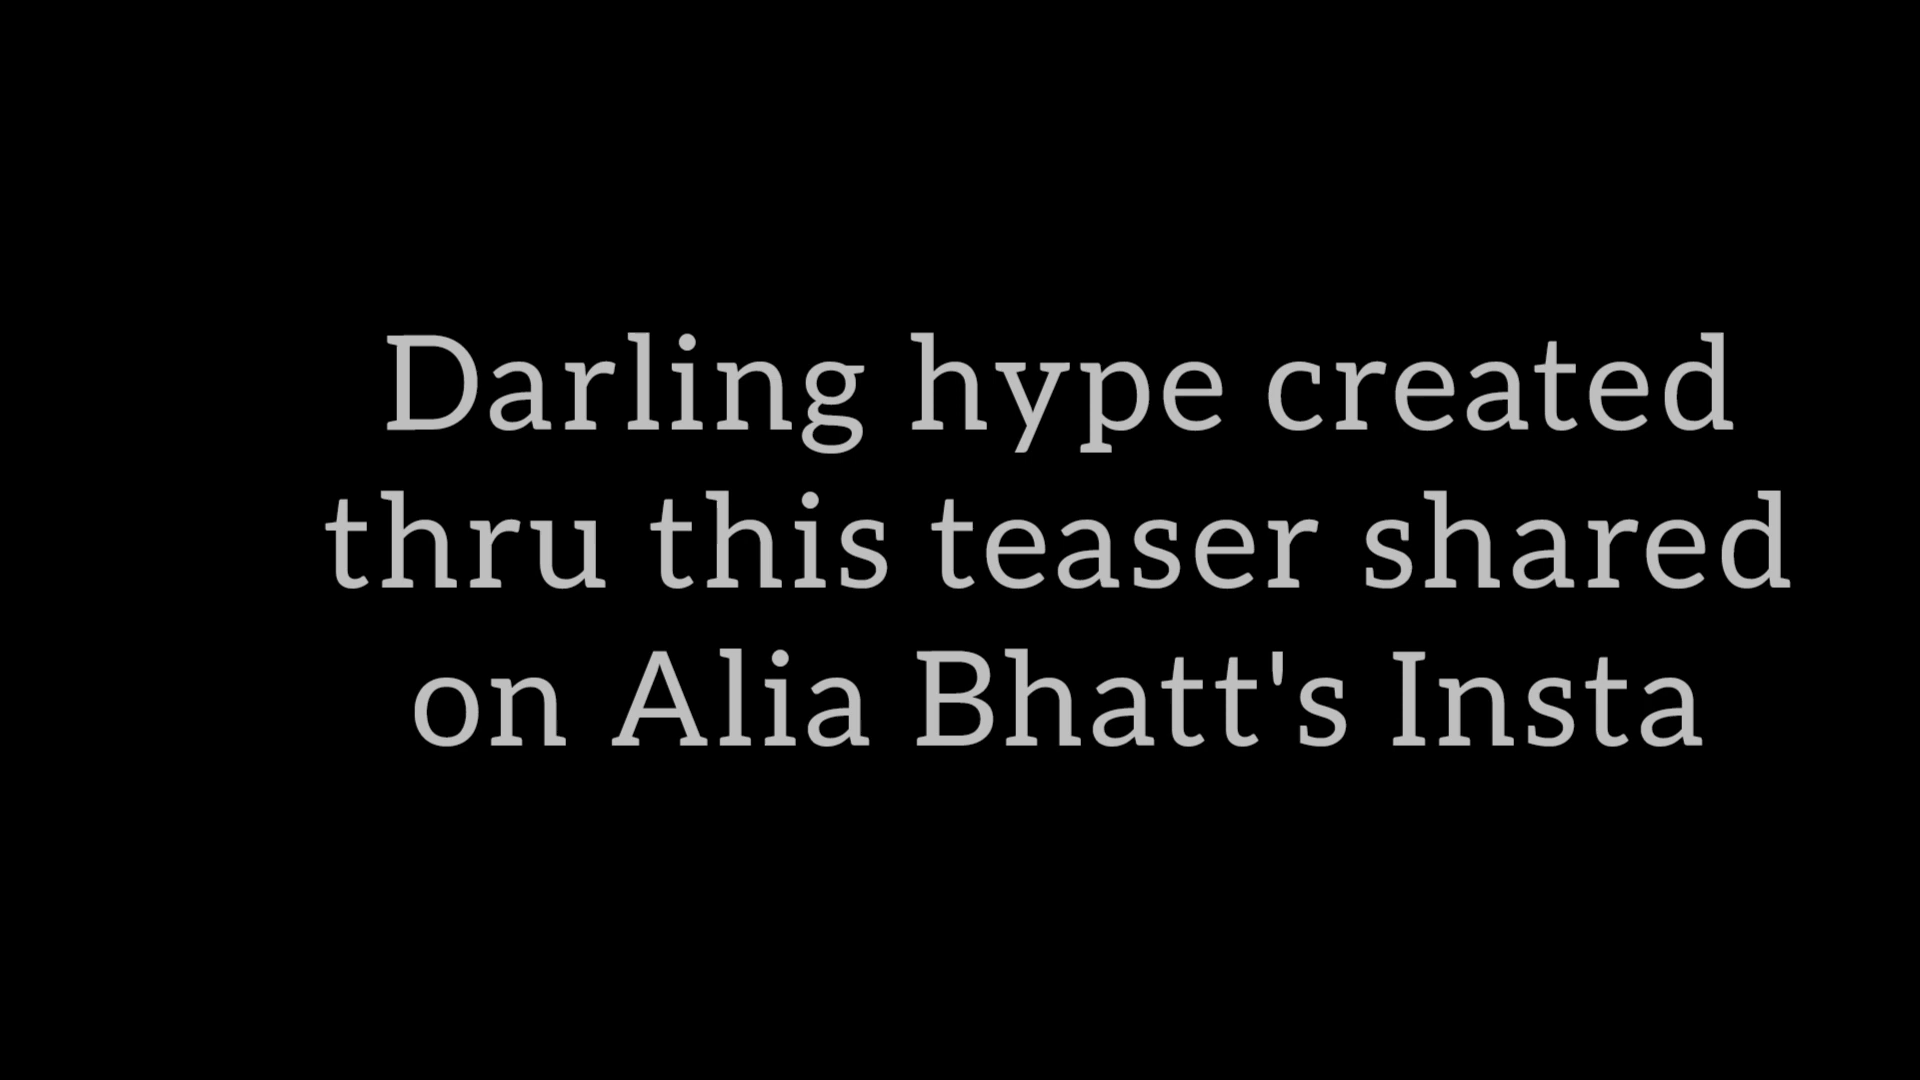 Darling hype created
thru this teaser shared
on Alia Bhatt's Insta